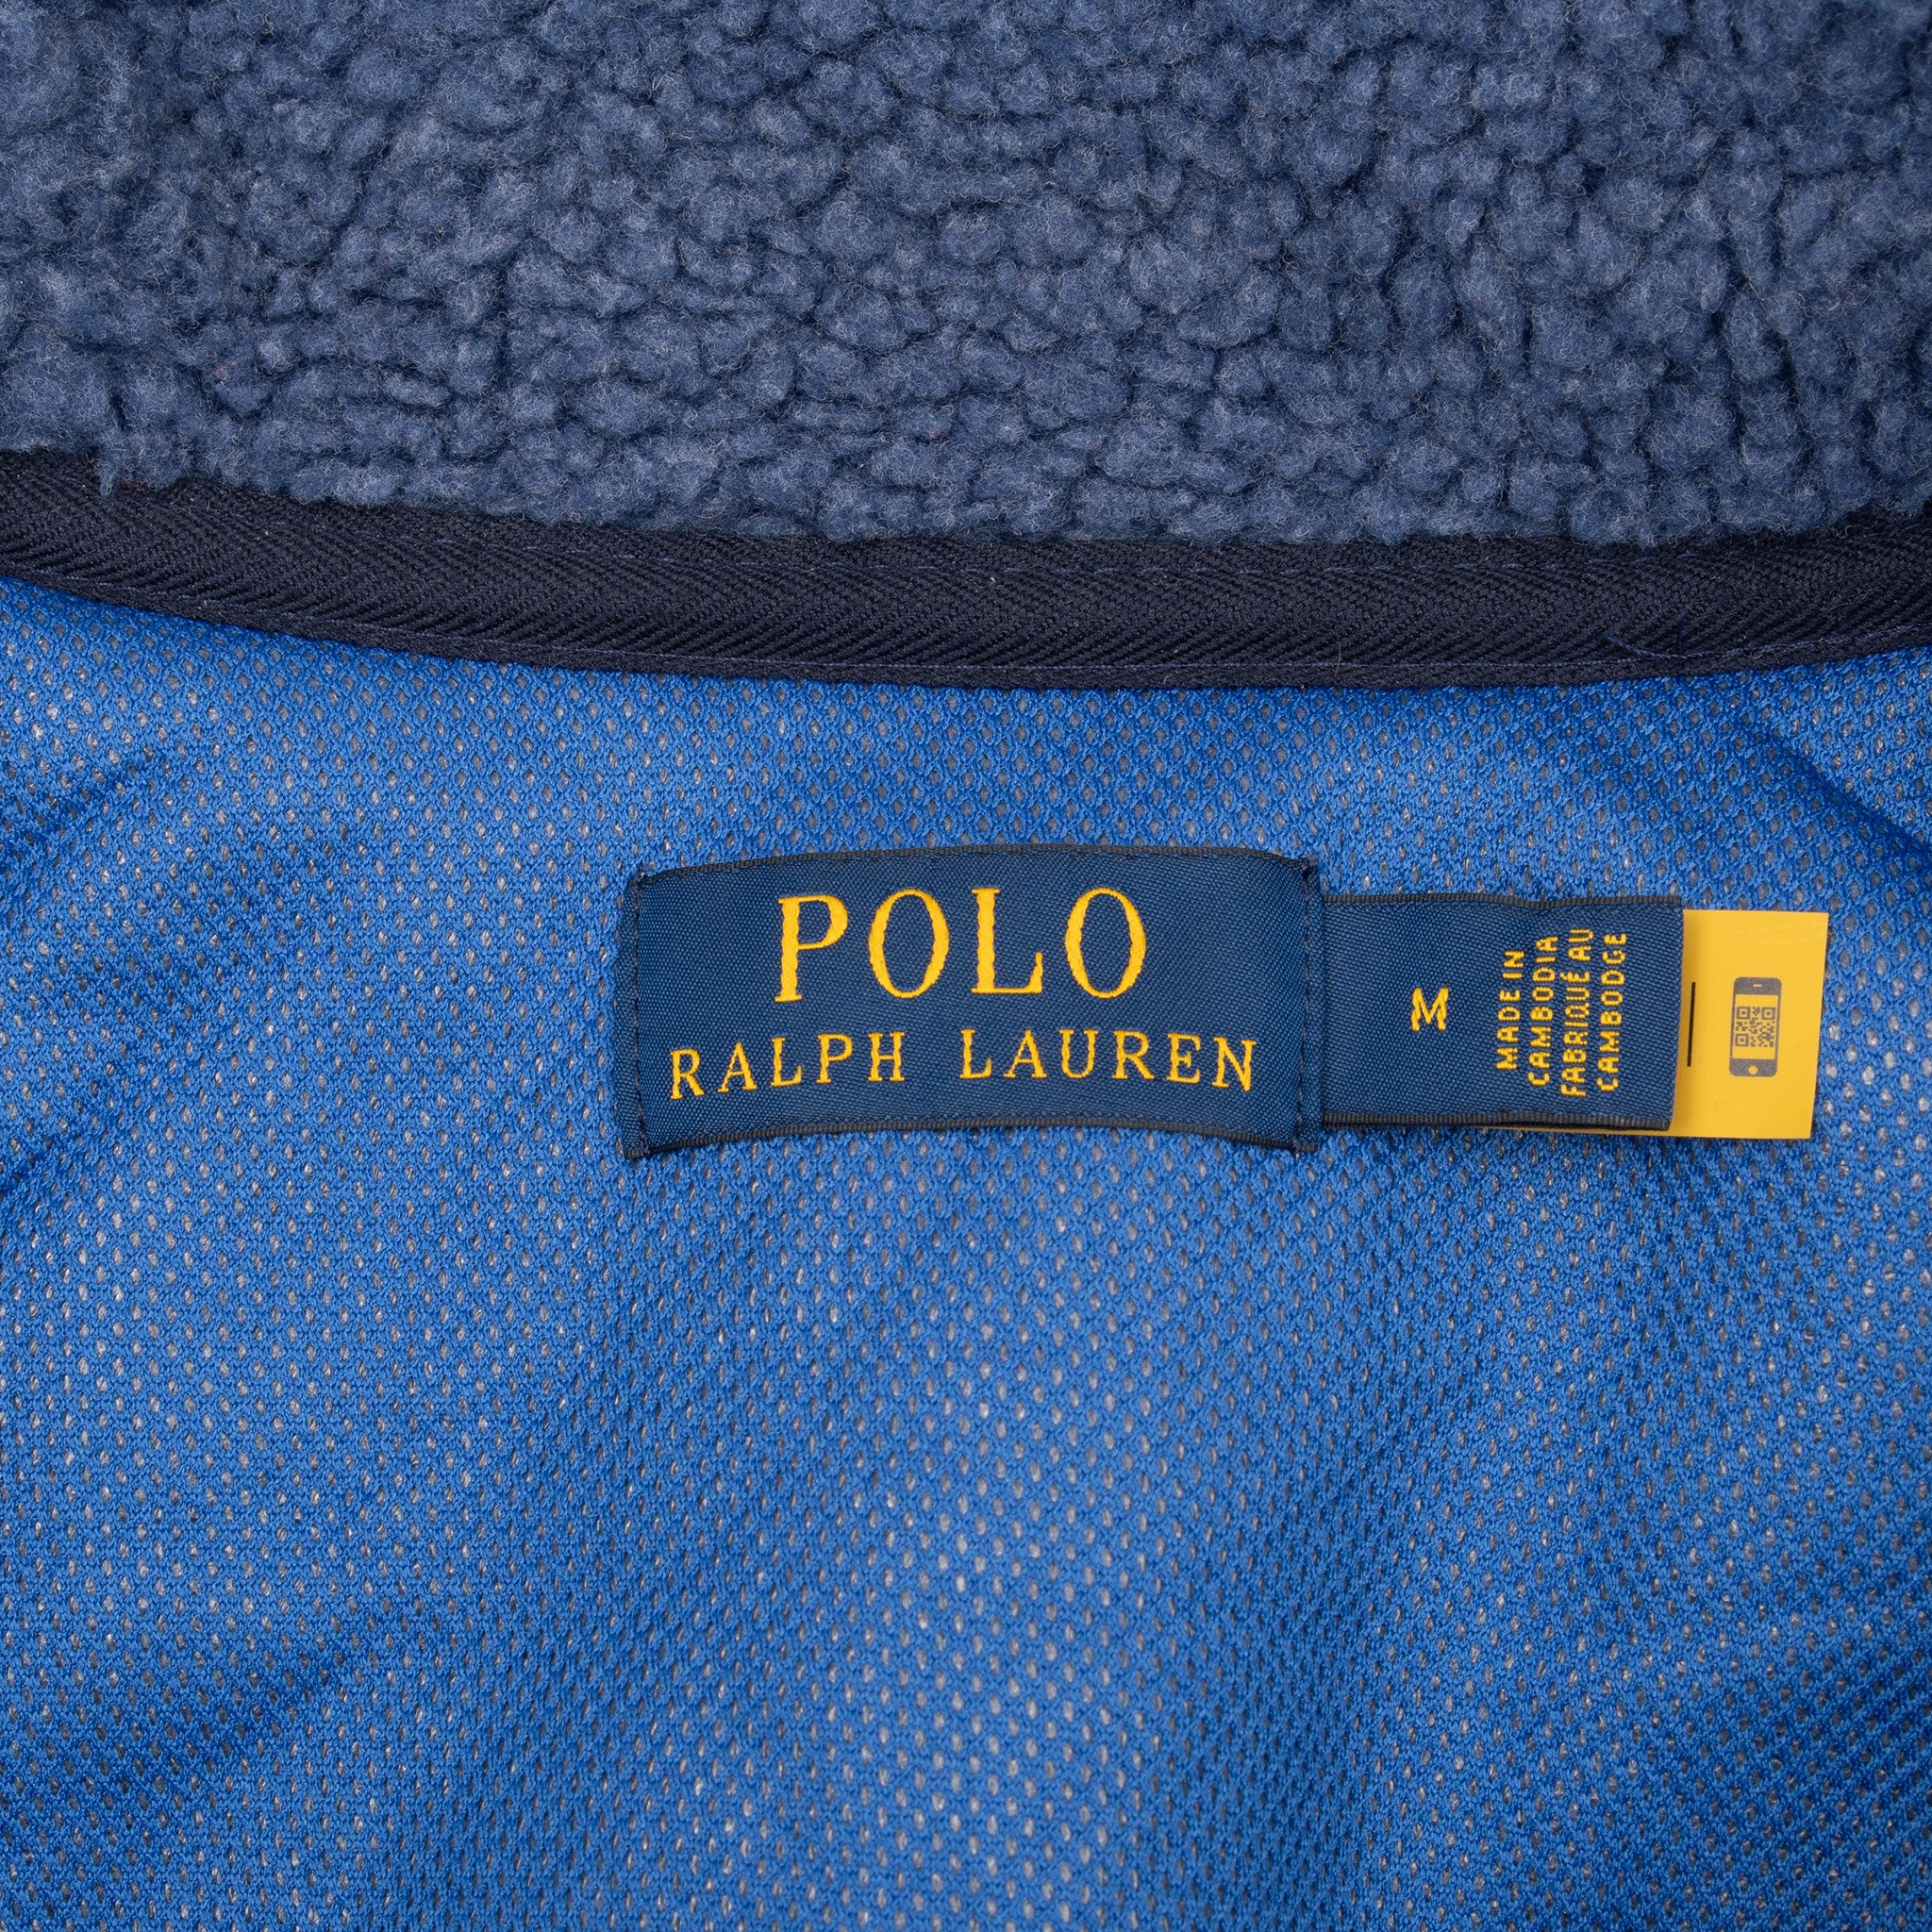 POLO
RALPH LAUREN
M
MADE IN
CAMBODIA
FABRIQUÉ AU
CAMBODGE